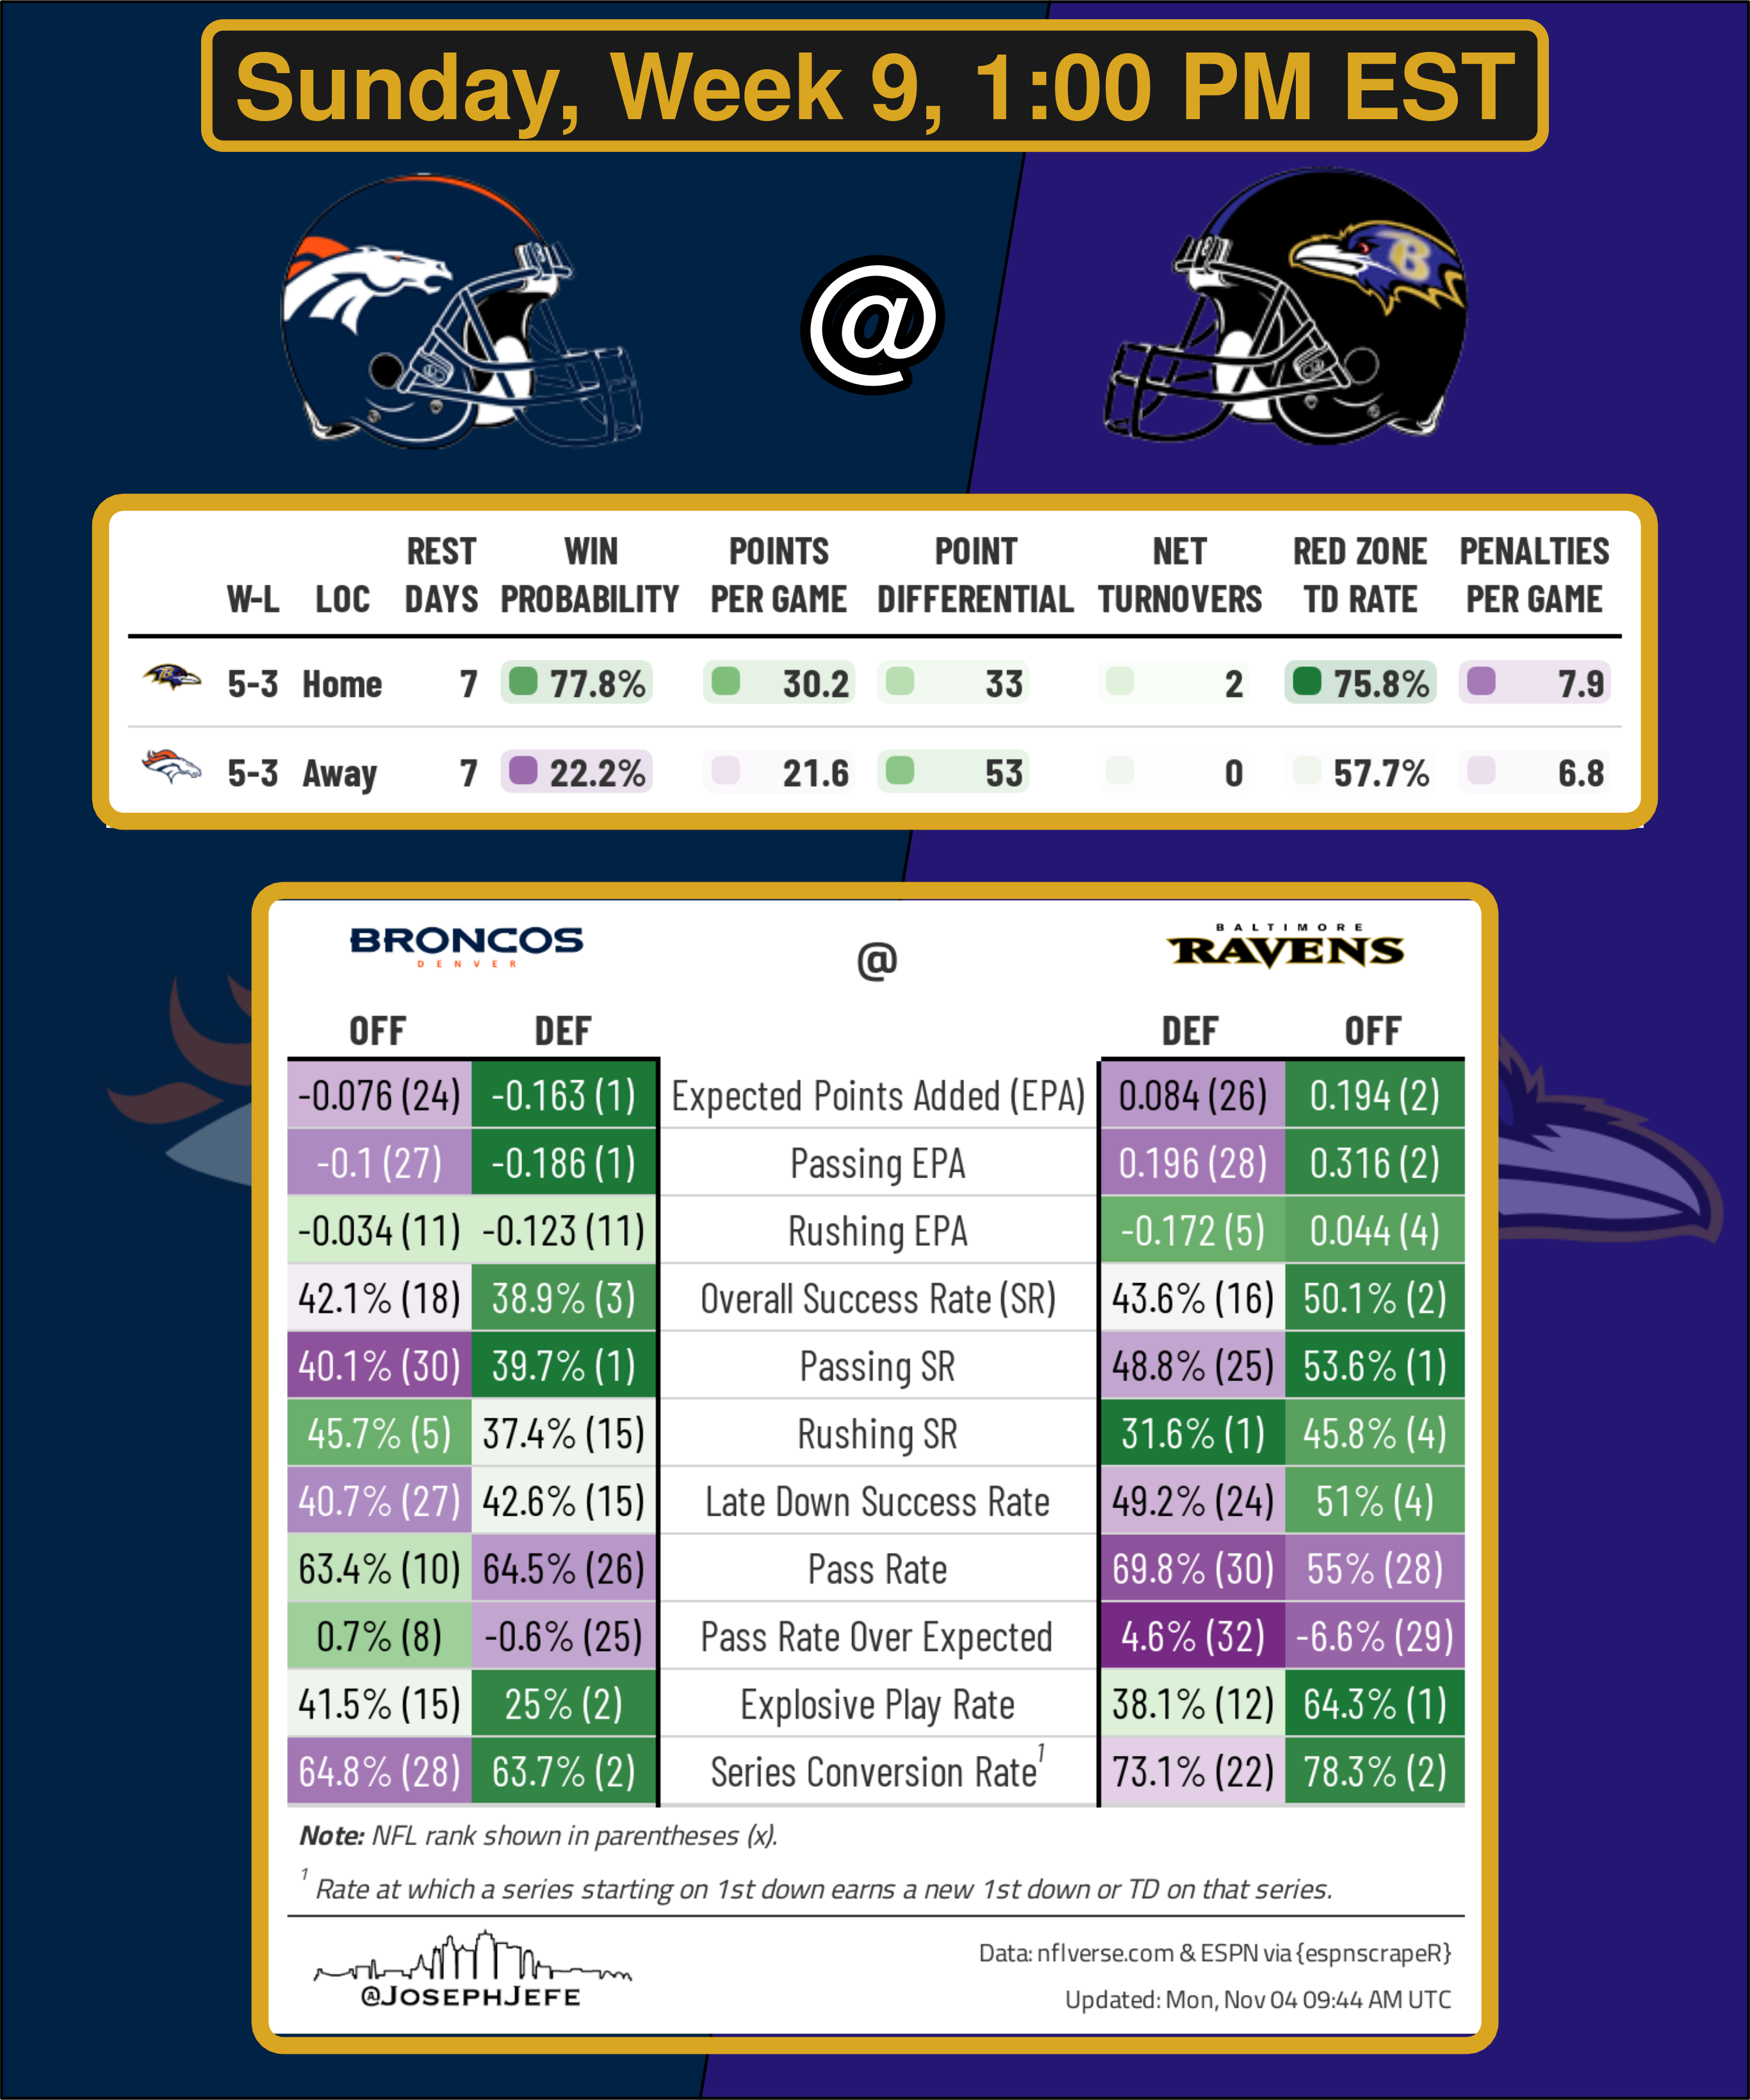 Sunday, Week 9, 1:00 PM EST
@
B
REST WIN POINTS POINT NET RED ZONE PENALTIES
W-L LOC DAYS PROBABILITY PER GAME DIFFERENTIAL TURNOVERS TD RATE PER GAME
5-3 Home 7 77.8% 30.2 33 2 75.8% 7.9
5-3 Away 7 22.2% 21.6 53 0 57.7% 6.8
BRONCOS
DENVER
@
BALTIMORE
RAVENS
OFF DEF DEF OFF
-0.076 (24) -0.163 (1) Expected Points Added (EPA) 0.084 (26) 0.194 (2)
-0.1 (27) -0.186 (1) Passing EPA 0.196 (28) 0.316 (2)
-0.034 (11) -0.123 (11) Rushing EPA -0.172 (5) 0.044 (4)
42.1% (18) 38.9% (3) Overall Success Rate (SR) 43.6% (16) 50.1% (2)
40.1% (30) 39.7% (1) Passing SR 48.8% (25) 53.6% (1)
45.7% (5) 37.4% (15) Rushing SR 31.6% (1) 45.8% (4)
40.7% (27) 42.6% (15) Late Down Success Rate 49.2% (24) 51% (4)
63.4% (10) 64.5% (26) Pass Rate 69.8% (30) 55% (28)
0.7% (8) -0.6% (25) Pass Rate Over Expected 4.6% (32) -6.6% (29)
41.5% (15) 25% (2) Explosive Play Rate 38.1% (12) 64.3% (1)
64.8% (28) 63.7% (2) Series Conversion Rate¹ 73.1% (22) 78.3% (2)
Note: NFL rank shown in parentheses (x).
¹ Rate at which a series starting on 1st down earns a new 1st down or TD on that series.
@JOSEPHJEFE
Data: nflverse.com & ESPN via {espnscrapeR}
Updated: Mon, Nov 04 09:44 AM UTC